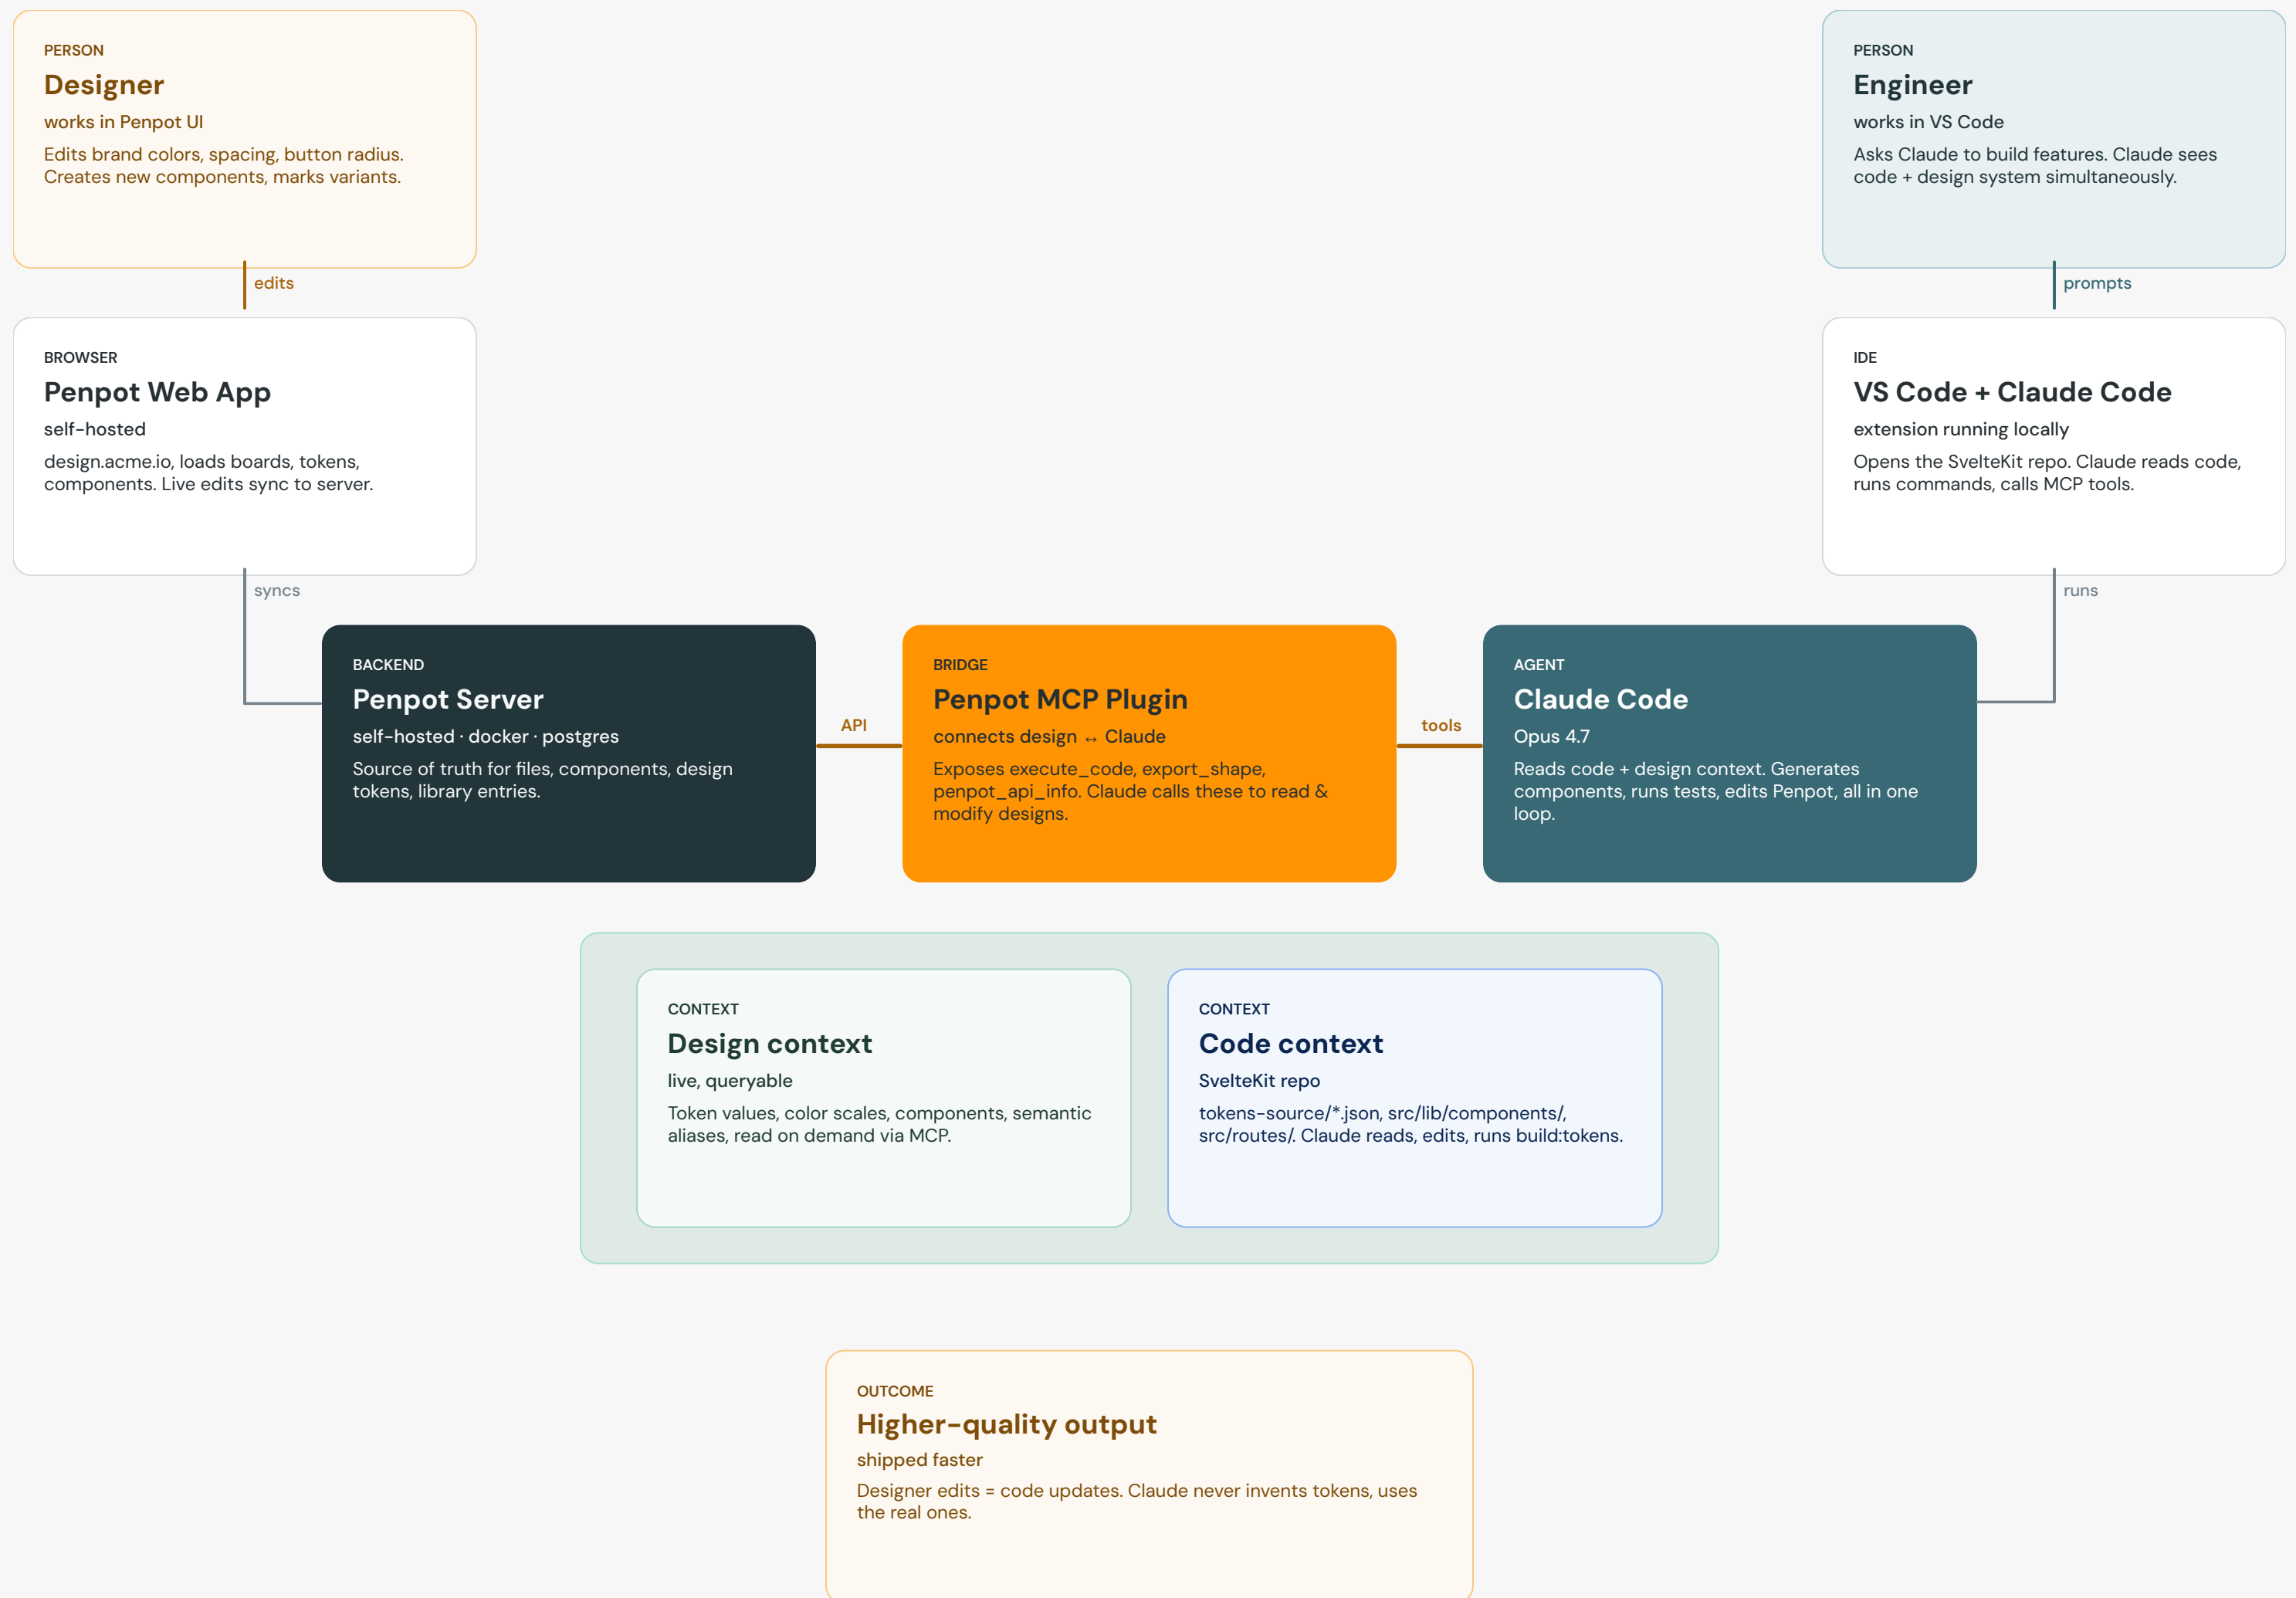 PERSON
Designer
works in Penpot UI
Edits brand colors, spacing, button radius.
Creates new components, marks variants.
edits
PERSON
Engineer
works in VS Code
Asks Claude to build features. Claude sees
code + design system simultaneously.
prompts
BROWSER
Penpot Web App
self-hosted
design.acme.io, loads boards, tokens,
components. Live edits sync to server.
syncs
IDE
VS Code + Claude Code
extension running locally
Opens the SvelteKit repo. Claude reads code,
runs commands, calls MCP tools.
runs
BACKEND
Penpot Server
self-hosted · docker · postgres
Source of truth for files, components, design
tokens, library entries.
API
BRIDGE
Penpot MCP Plugin
connects design ↔ Claude
Exposes execute_code, export_shape,
penpot_api_info. Claude calls these to read &
modify designs.
tools
AGENT
Claude Code
Opus 4.7
Reads code + design context. Generates
components, runs tests, edits Penpot, all in one
loop.
CONTEXT
Design context
live, queryable
Token values, color scales, components, semantic
aliases, read on demand via MCP.
CONTEXT
Code context
SvelteKit repo
tokens-source/*.json, src/lib/components/,
src/routes/. Claude reads, edits, runs build:tokens.
OUTCOME
Higher-quality output
shipped faster
Designer edits = code updates. Claude never invents tokens, uses
the real ones.